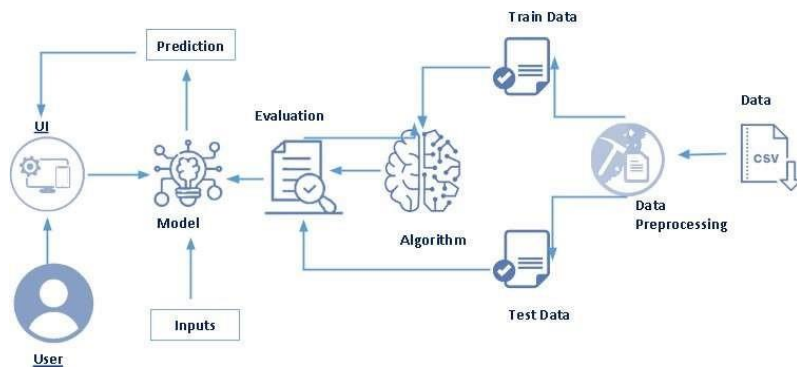 Train Data
Prediction
Data
Evaluation
UI
CSV
Model
Algorithm
Data
Preprocessing
Inputs
Test Data
User